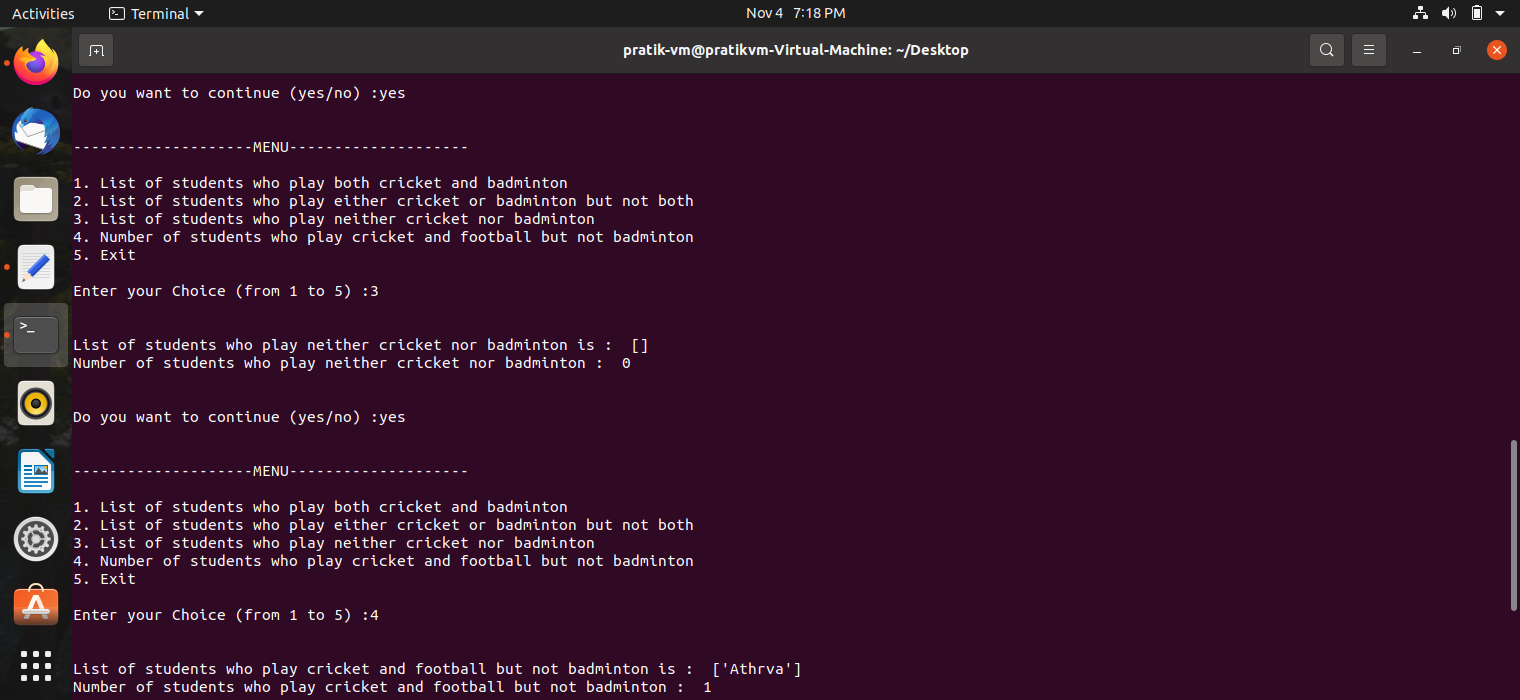 Activities
Terminal
Nov 4 7:18 PM
pratik-vm@pratikvm-Virtual-Machine: ~/Desktop
Do you want to continue (yes/no) :yes
--------------------MENU--------------------
1. List of students who play both cricket and badminton
2. List of students who play either cricket or badminton but not both
3. List of students who play neither cricket nor badminton
4. Number of students who play cricket and football but not badminton
5. Exit
Enter your Choice (from 1 to 5) :3
List of students who play neither cricket nor badminton is :  []
Number of students who play neither cricket nor badminton :  0
Do you want to continue (yes/no) :yes
--------------------MENU--------------------
1. List of students who play both cricket and badminton
2. List of students who play either cricket or badminton but not both
3. List of students who play neither cricket nor badminton
4. Number of students who play cricket and football but not badminton
5. Exit
Enter your Choice (from 1 to 5) :4
List of students who play cricket and football but not badminton is :  ['Athrva']
Number of students who play cricket and football but not badminton :  1